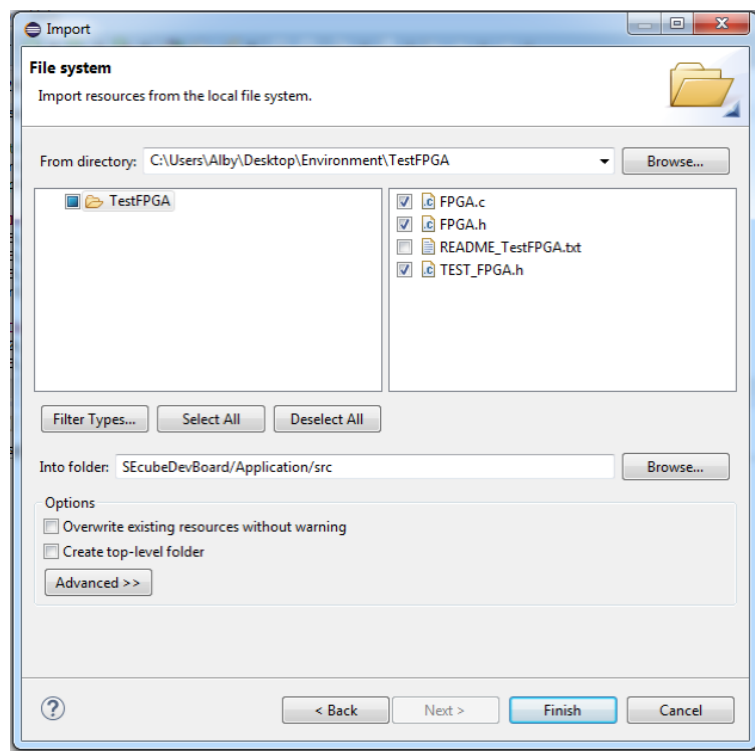 Import
File system
Import resources from the local file system.
From directory: C:\Users\Alby\Desktop\Environment\TestFPGA Browse...
TestFPGA
FPGA.c
FPGA.h
README_TestFPGA.txt
TEST_FPGA.h
Filter Types... Select All Deselect All
Into folder: SEcubeDevBoard/Application/src Browse...
Options
Overwrite existing resources without warning
Create top-level folder
Advanced >>
< Back Next > Finish Cancel